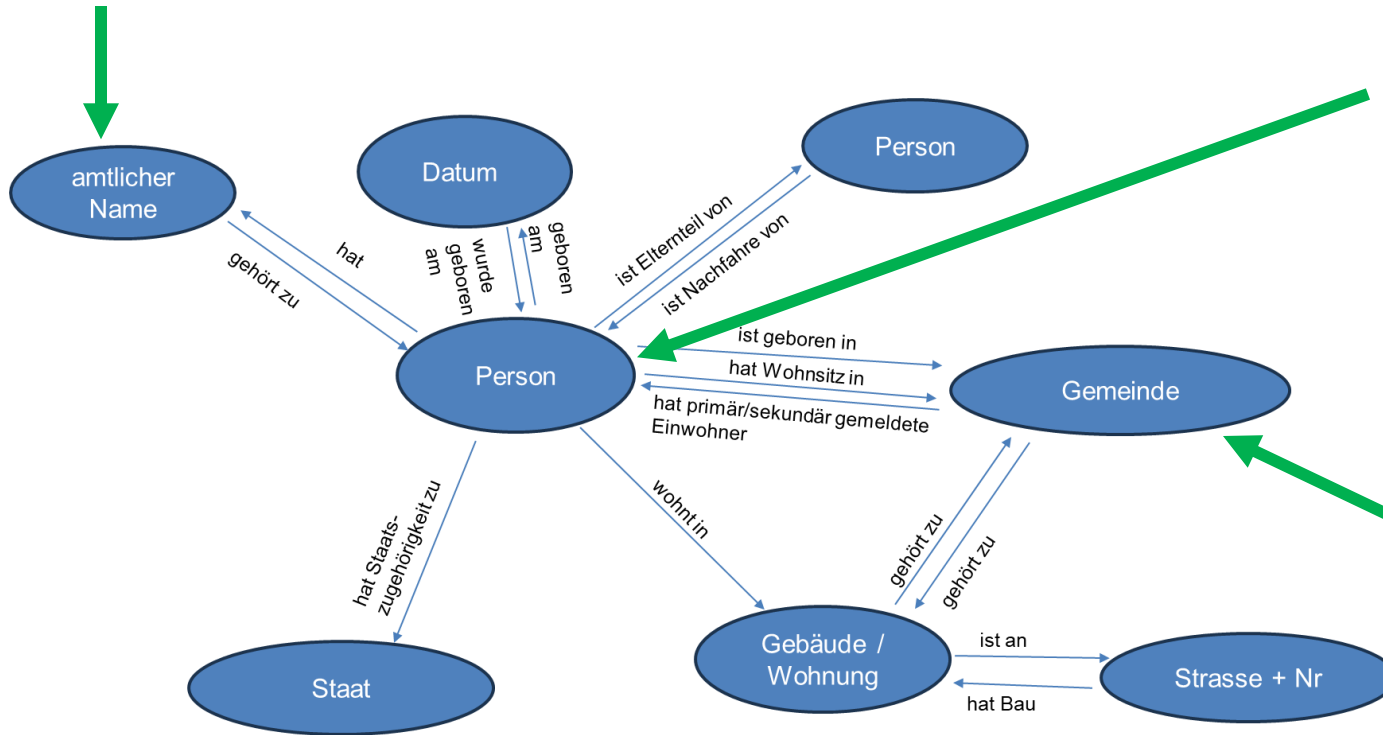 amtlicher
Name
Datum
Person
hat
gehört zu
wurde
geboren
am
geboren
am
ist Elternteil von
ist Nachfahre von
Person
ist geboren in
hat Wohnsitz in
hat primär/sekundär gemeldete
Einwohner
Gemeinde
hat Staats-
zugehörigkeit zu
wohnt in
gehört zu
gehört zu
Staat
Gebäude /
Wohnung
ist an
hat Bau
Strasse + Nr